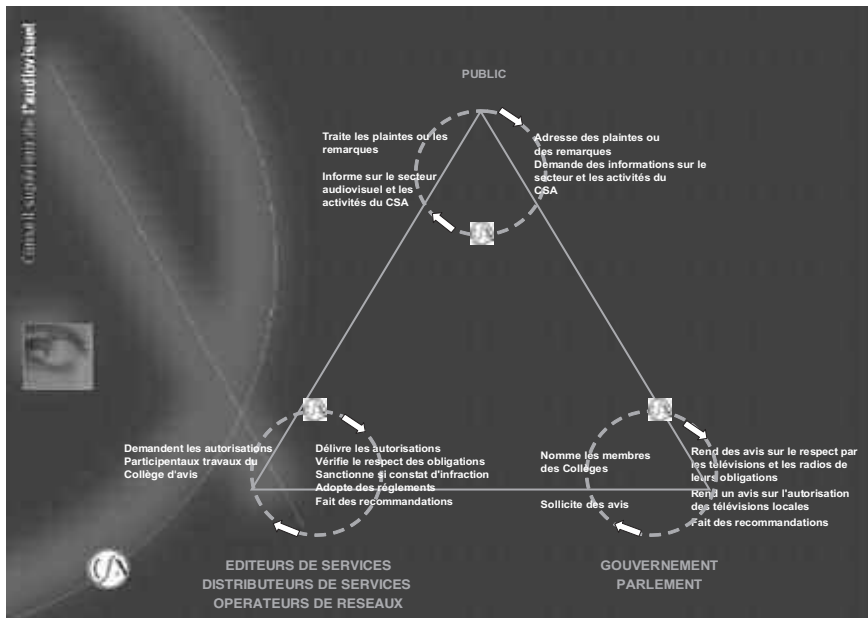 Conseil supérieur de l'audiovisuel
PUBLIC
Traite les plaintes ou les
remarques
Informe sur le secteur
audiovisuel et les
activités du CSA
Adresse des plaintes ou
des remarques
Demande des informations sur le
secteur et les activités du
CSA
Demandent les autorisations
Participentaux travaux du
Collège d'avis
Délivre les autorisations
Vérifie le respect des obligations
Sanctionne si constat d'infraction
Adopte des réglements
Fait des recommandations
Nomme les membres
des Collèges
Sollicite des avis
Rend des avis sur le respect par
les télévisions et les radios de
leurs obligations
Rend un avis sur l'autorisation
des télévisions locales
Fait des recommandations
EDITEURS DE SERVICES
DISTRIBUTEURS DE SERVICES
OPERATEURS DE RESEAUX
GOUVERNEMENT
PARLEMENT